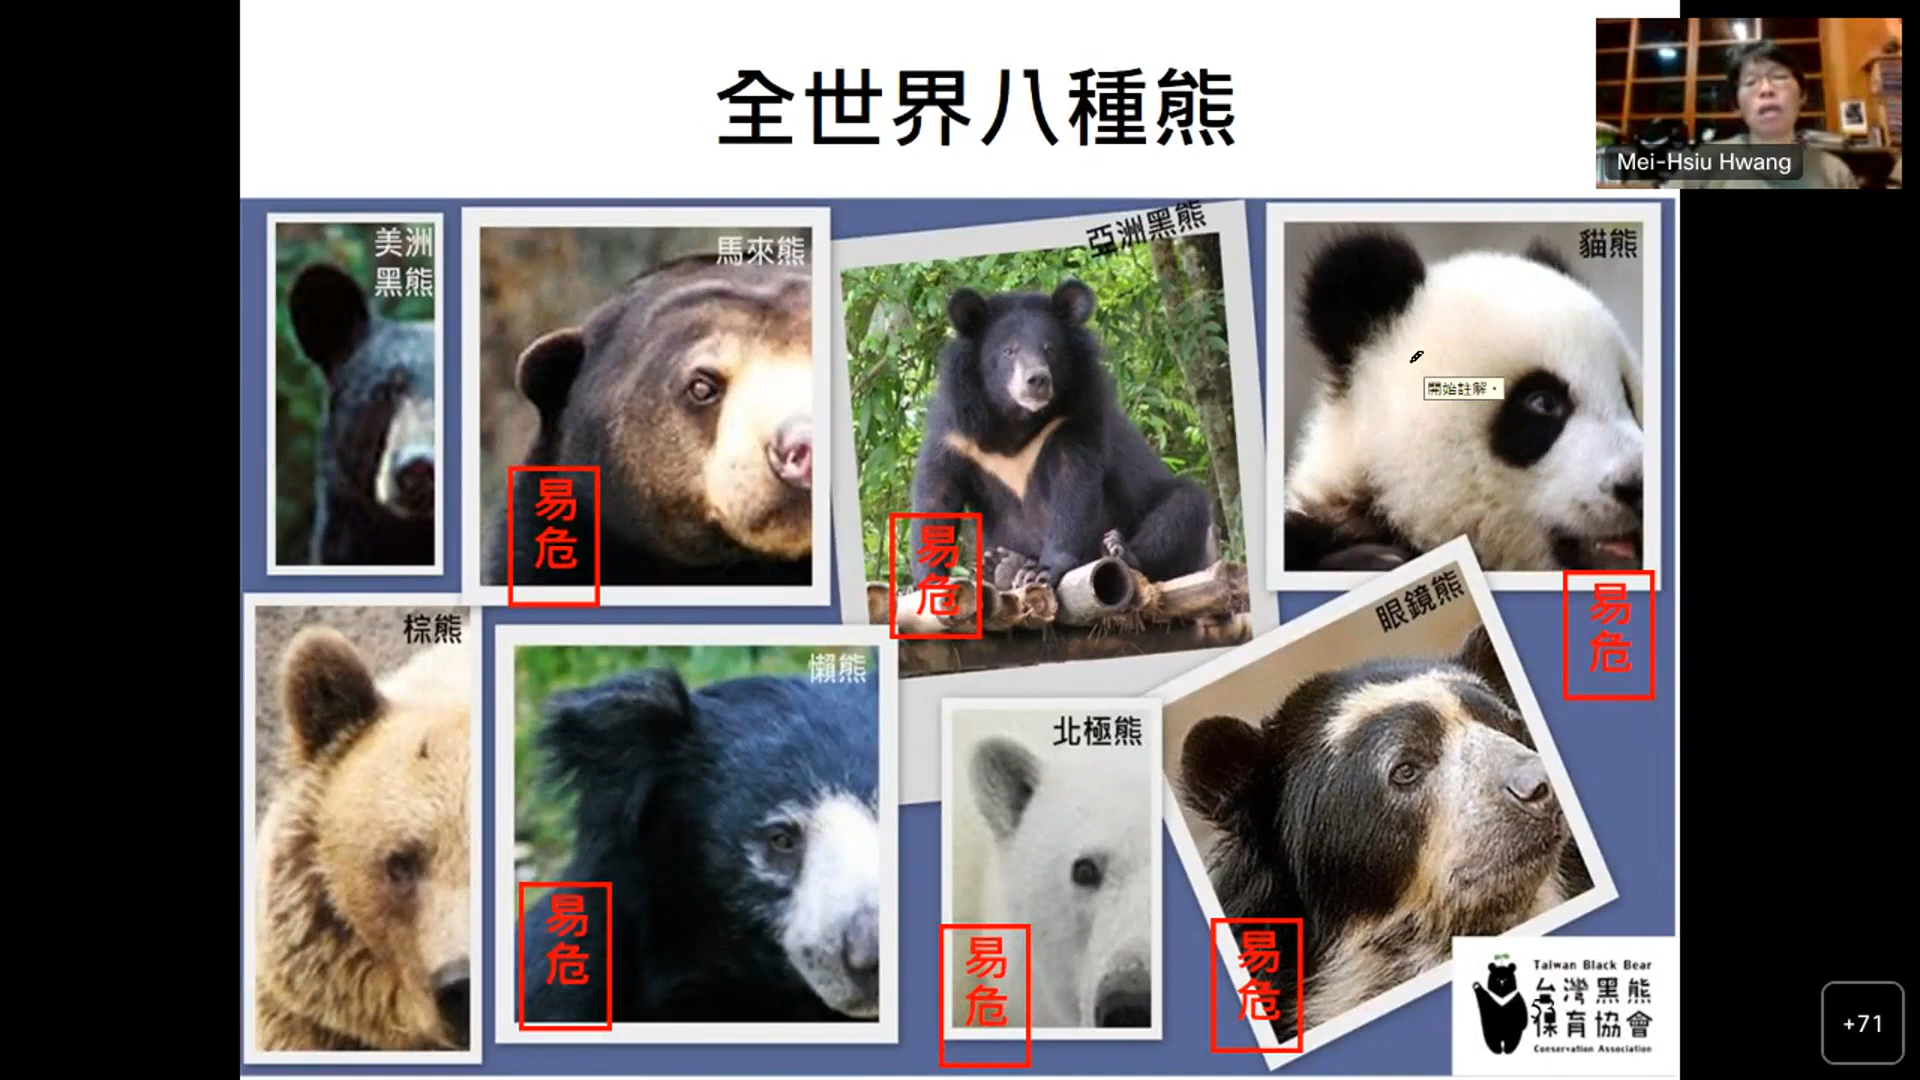 全世界八種熊
Mei-Hsiu Hwang
美洲
黑熊
馬來熊
亞洲黑熊
貓熊
開始註解。
易
危
易
危
易
危
棕熊
懶熊
北極熊
眼鏡熊
易
危
易
危
易
危
Taiwan Black Bear
台灣黑熊
保育協會
Conservation Association
53
+71